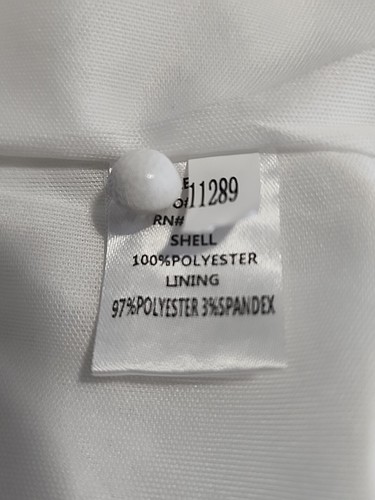 11289
RN#
SHELL
100%POLYESTER
LINING
97%POLYESTER 3%SPANDEX